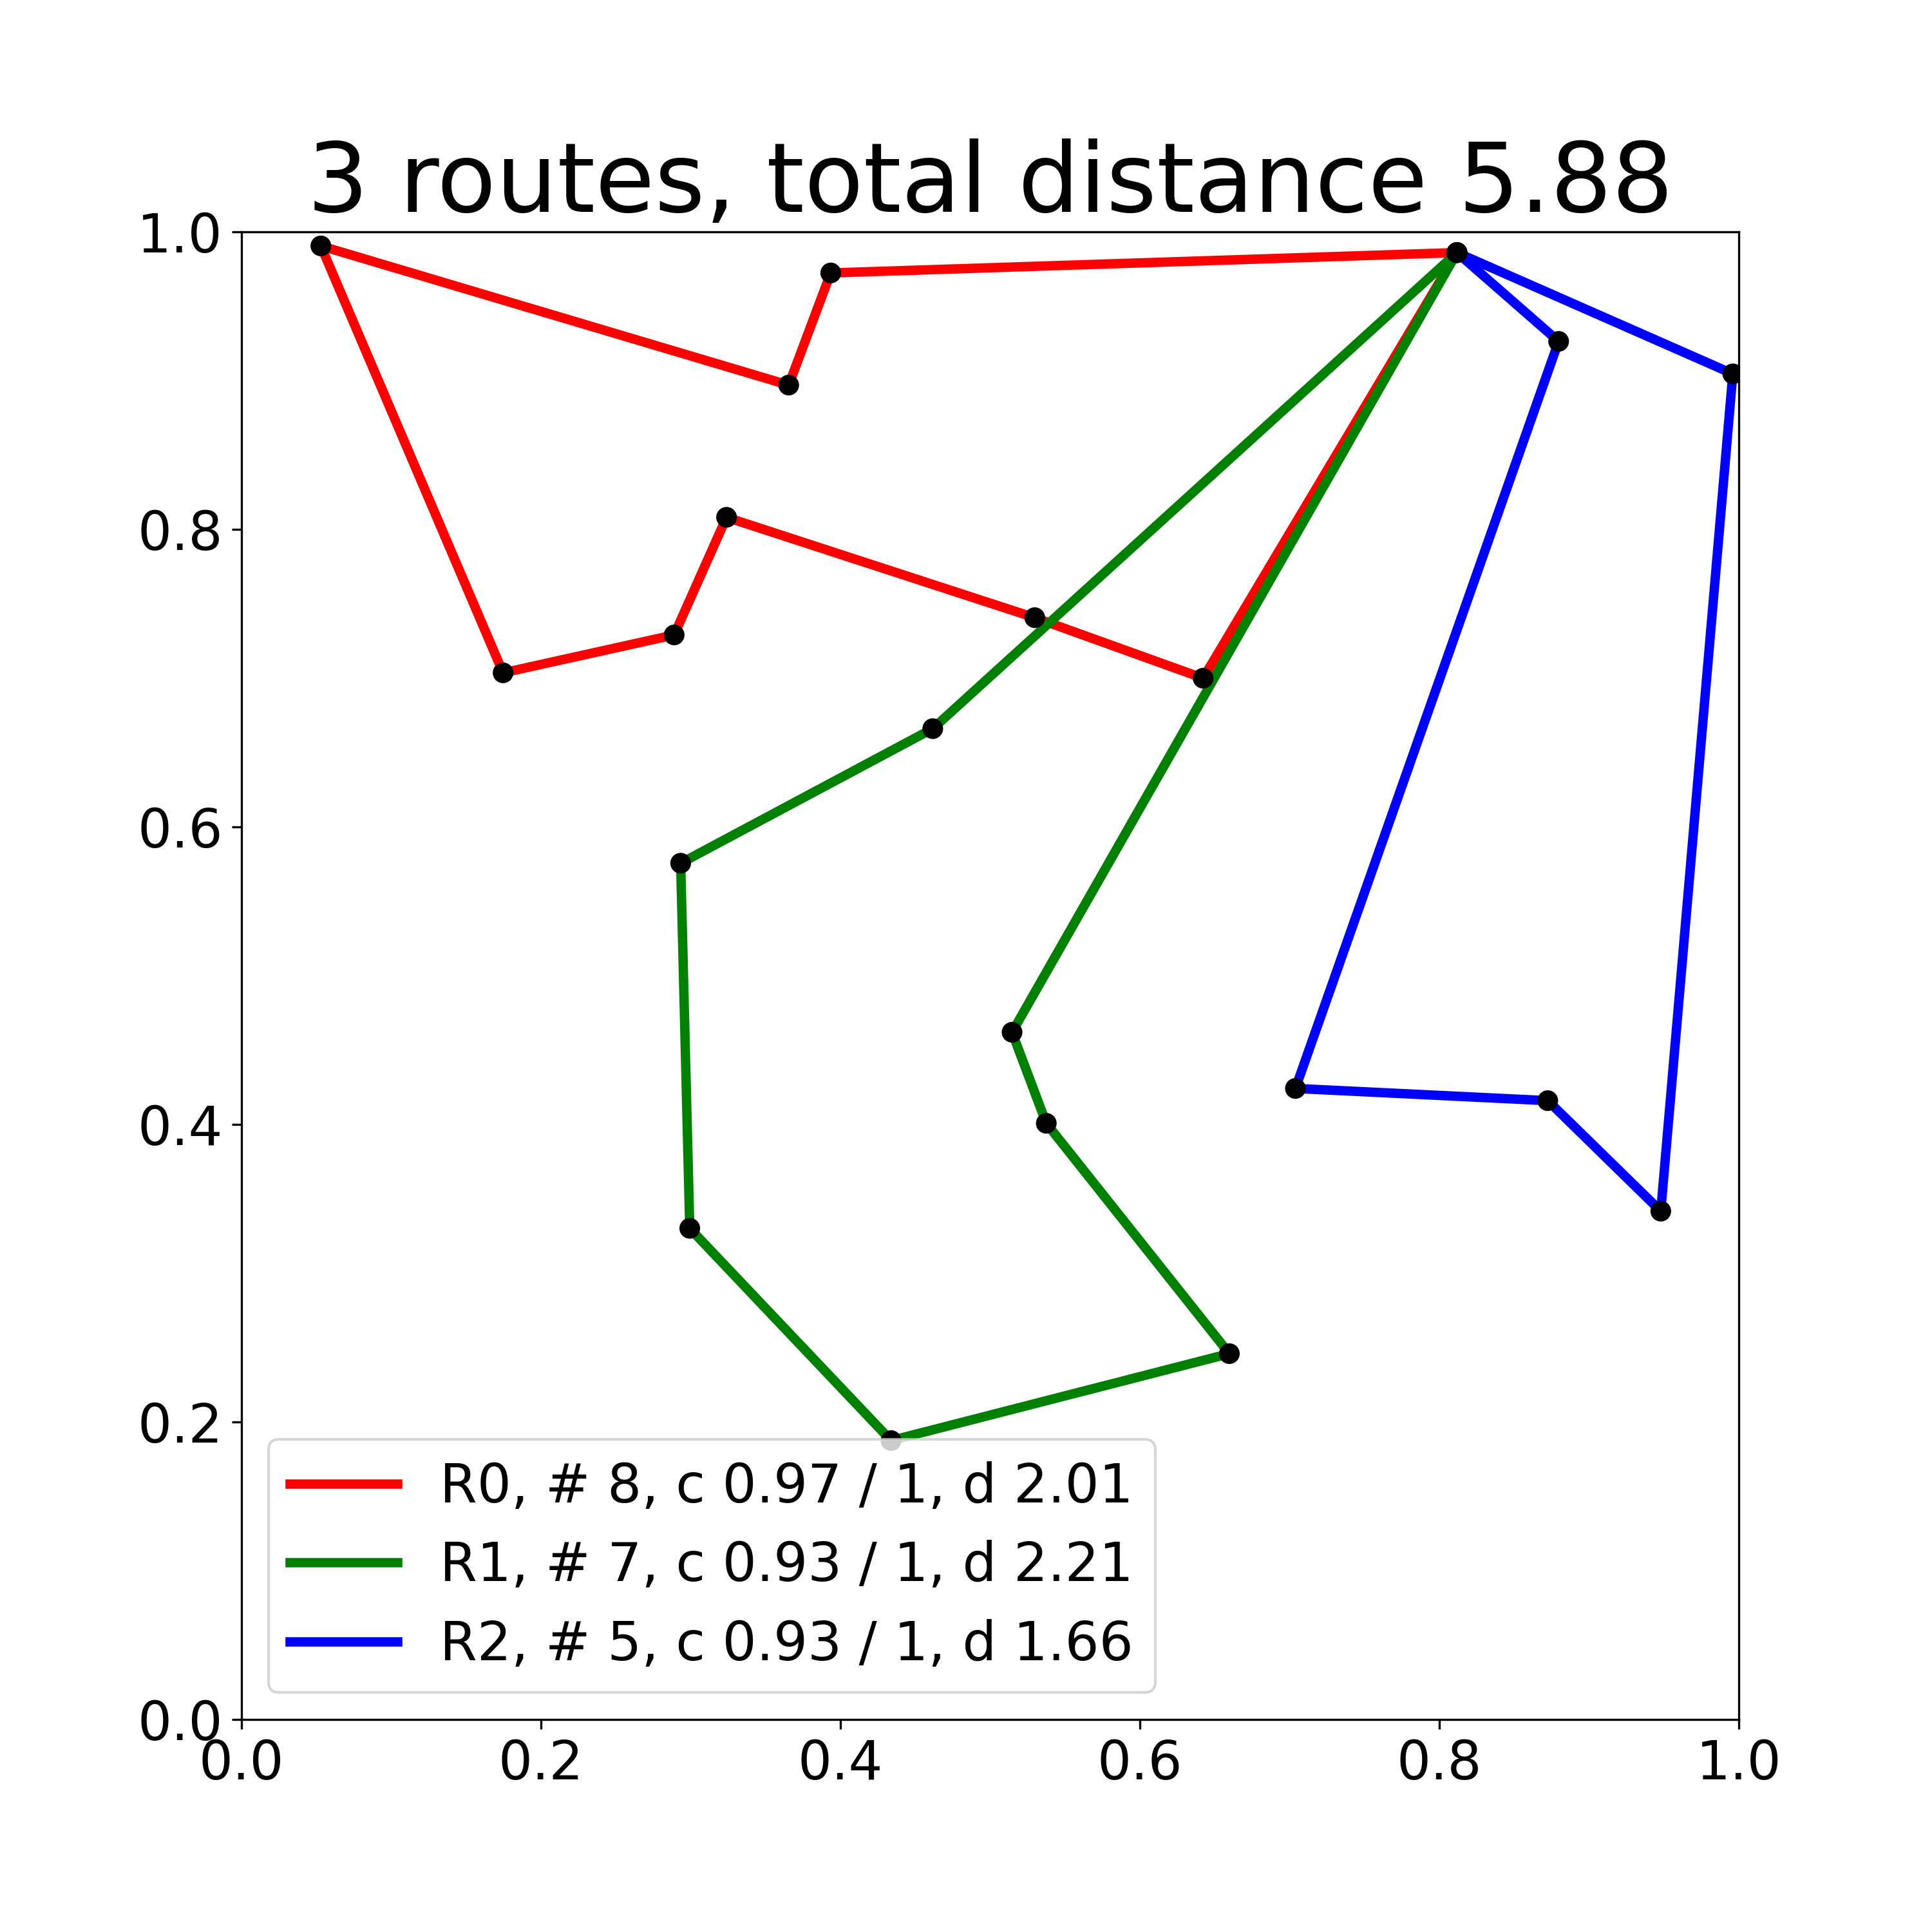 3 routes, total distance 5.88
1.0
0.8
0.6
0.4
0.2
0.0
R0, # 8, c 0.97 / 1, d 2.01
R1, # 7, c 0.93 / 1, d 2.21
R2, # 5, c 0.93 / 1, d 1.66
0.0 0.2 0.4 0.6 0.8 1.0